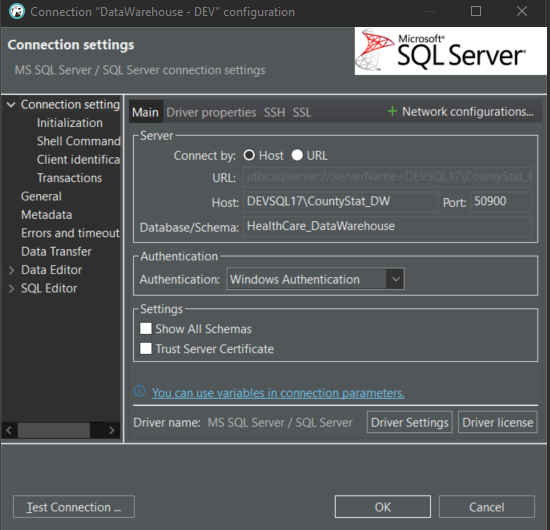 Connection "DataWarehouse - DEV" configuration
Connection settings
MS SQL Server / SQL Server connection settings
Microsoft®
SQL Server®
Connection setting
Initialization
Shell Command
Client identifica
Transactions
General
Metadata
Errors and timeout
Data Transfer
Data Editor
SQL Editor
Main Driver properties SSH SSL + Network configurations...
Server
Connect by: Host URL
URL: jdbc:sqlserver://;serverName=DEVSQL17\CountyStat_
Host: DEVSQL17\CountyStat_DW Port: 50900
Database/Schema: HealthCare_DataWarehouse
Authentication
Authentication: Windows Authentication
Settings
Show All Schemas
Trust Server Certificate
You can use variables in connection parameters.
Driver name: MS SQL Server / SQL Server Driver Settings Driver license
Test Connection ... OK Cancel